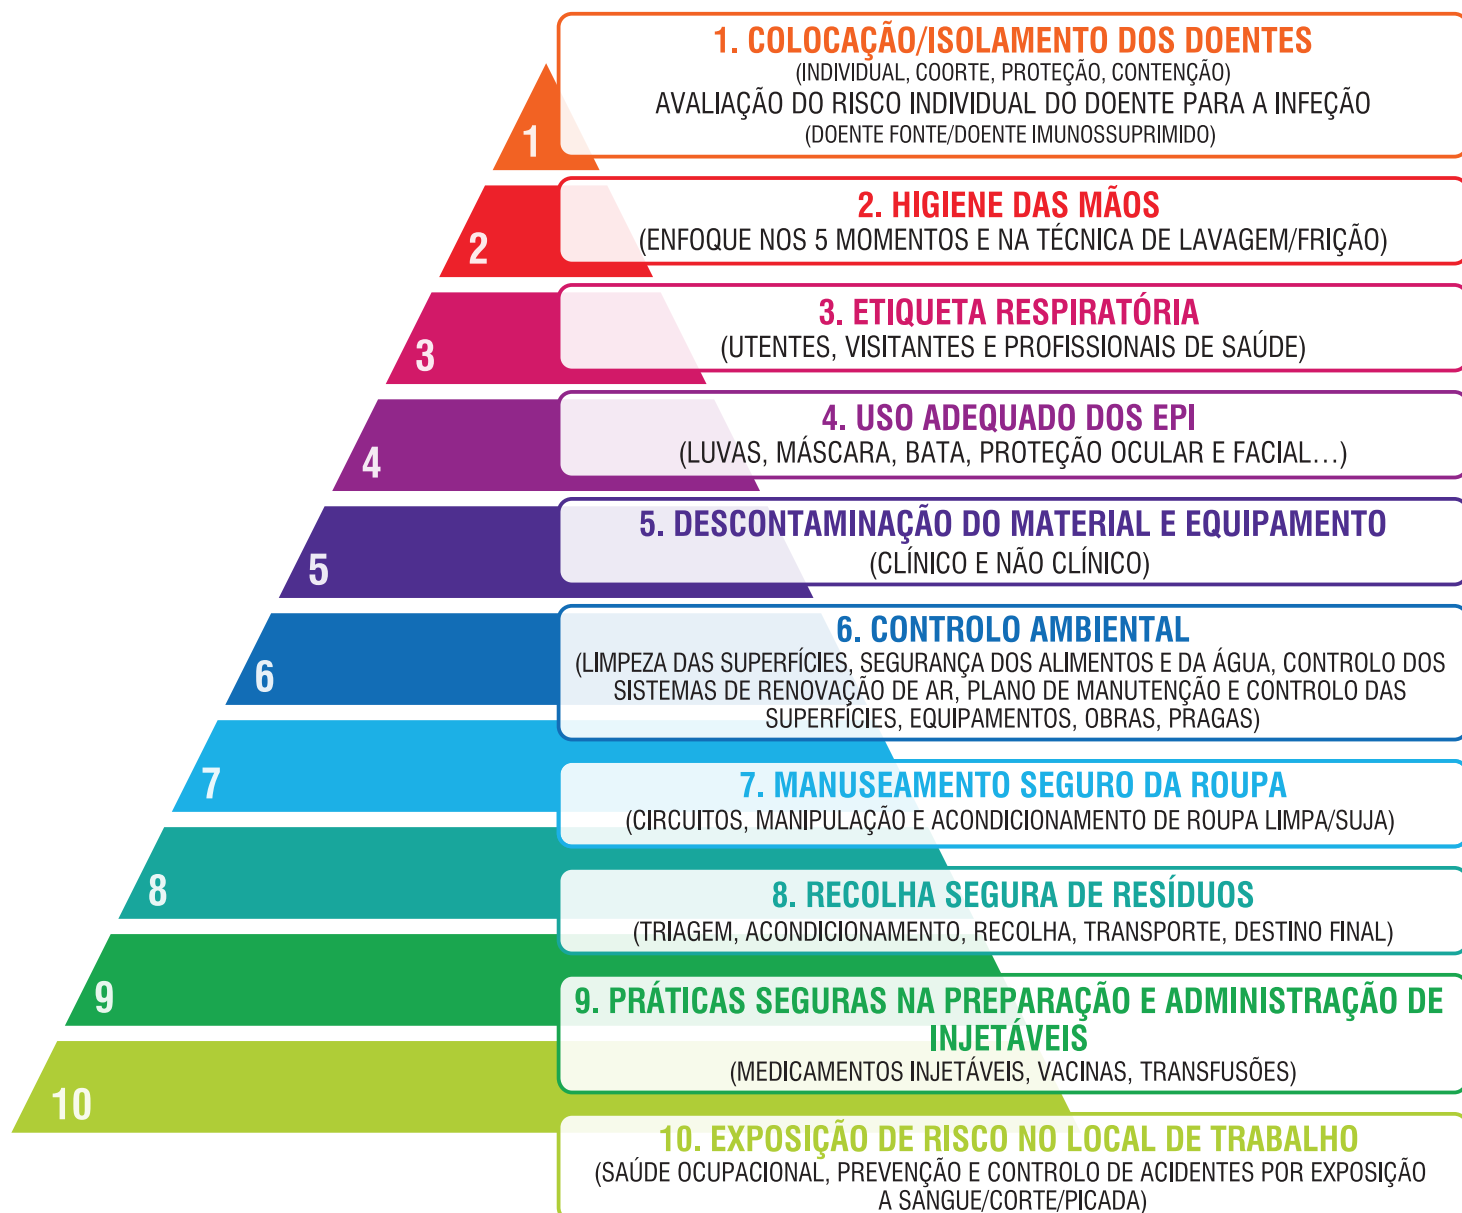 1
1. COLOCAÇÃO/ISOLAMENTO DOS DOENTES
(INDIVIDUAL, COORTE, PROTEÇÃO, CONTENÇÃO)
AVALIAÇÃO DO RISCO INDIVIDUAL DO DOENTE PARA A INFEÇÃO
(DOENTE FONTE/DOENTE IMUNOSSUPRIMIDO)
2
2. HIGIENE DAS MÃOS
(ENFOQUE NOS 5 MOMENTOS E NA TÉCNICA DE LAVAGEM/FRIÇÃO)
3
3. ETIQUETA RESPIRATÓRIA
(UTENTES, VISITANTES E PROFISSIONAIS DE SAÚDE)
4
4. USO ADEQUADO DOS EPI
(LUVAS, MÁSCARA, BATA, PROTEÇÃO OCULAR E FACIAL...)
5
5. DESCONTAMINAÇÃO DO MATERIAL E EQUIPAMENTO
(CLÍNICO E NÃO CLÍNICO)
6
6. CONTROLO AMBIENTAL
(LIMPEZA DAS SUPERFÍCIES, SEGURANÇA DOS ALIMENTOS E DA ÁGUA, CONTROLO DOS
SISTEMAS DE RENOVAÇÃO DE AR, PLANO DE MANUTENÇÃO E CONTROLO DAS
SUPERFÍCIES, EQUIPAMENTOS, OBRAS, PRAGAS)
7
7. MANUSEAMENTO SEGURO DA ROUPA
(CIRCUITOS, MANIPULAÇÃO E ACONDICIONAMENTO DE ROUPA LIMPA/SUJA)
8
8. RECOLHA SEGURA DE RESÍDUOS
(TRIAGEM, ACONDICIONAMENTO, RECOLHA, TRANSPORTE, DESTINO FINAL)
9
9. PRÁTICAS SEGURAS NA PREPARAÇÃO E ADMINISTRAÇÃO DE
INJETÁVEIS
(MEDICAMENTOS INJETÁVEIS, VACINAS, TRANSFUSÕES)
10
10. EXPOSIÇÃO DE RISCO NO LOCAL DE TRABALHO
(SAÚDE OCUPACIONAL, PREVENÇÃO E CONTROLO DE ACIDENTES POR EXPOSIÇÃO
A SANGUE/CORTE/PICADA)